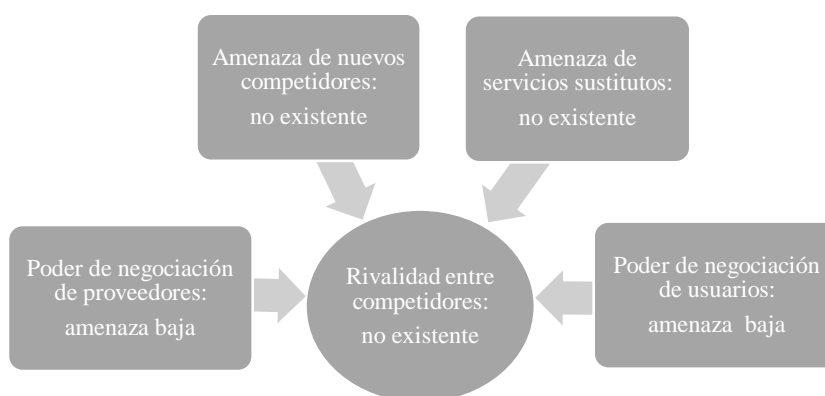 Amenaza de nuevos
competidores:
no existente
Amenaza de
servicios sustitutos:
no existente
Poder de negociación
de proveedores:
amenaza baja
Rivalidad entre
competidores:
no existente
Poder de negociación
de usuarios:
amenaza baja